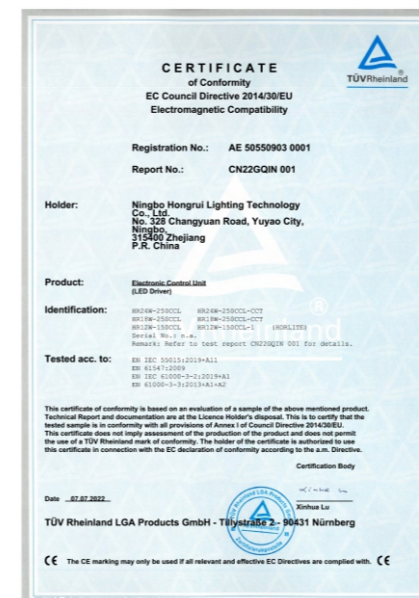 CERTIFICATE
of Conformity
EC Council Directive 2014/30/EU
Electromagnetic Compatibility
TÜVRheinland®
Registration No.: AE 50550903 0001
Report No.: CN22GQIN 001
Holder: Ningbo Hongrui Lighting Technology
Co., Ltd.
No. 328 Changyuan Road, Yuyao City,
Ningbo,
315400 Zhejiang
P.R. China
Product: Electronic Control Unit
(LED Driver)
Identification: HR24W-250CCL HR24W-250CCL-CCT
HR18W-250CCL HR18W-250CCL-CCT
HR12W-150CCL HR12W-150CCL-1 (HORLITE)
Serial No.: n.a.
Remark: Refer to test report CN22GQIN 001 for details.
Tested acc. to: EN IEC 55015:2019+A11
EN 61547:2009
EN IEC 61000-3-2:2019+A1
EN 61000-3-3:2013+A1+A2
This certificate of conformity is based on an evaluation of a sample of the above mentioned product.
Technical Report and documentation are at the Licence Holder's disposal. This is to certify that the
tested sample is in conformity with all provisions of Annex I of Council Directive 2014/30/EU.
This certificate does not imply assessment of the production of the product and does not permit
the use of a TÜV Rheinland mark of conformity. The holder of the certificate is authorized to use
this certificate in connection with the EC declaration of conformity according to the a.m. Directive.
Certification Body
Date 07.07.2022
Xinhua Lu
TÜV Rheinland LGA Products GmbH - Tillystraße 2 - 90431 Nürnberg
CE The CE marking may only be used if all relevant and effective EC Directives are complied with. CE